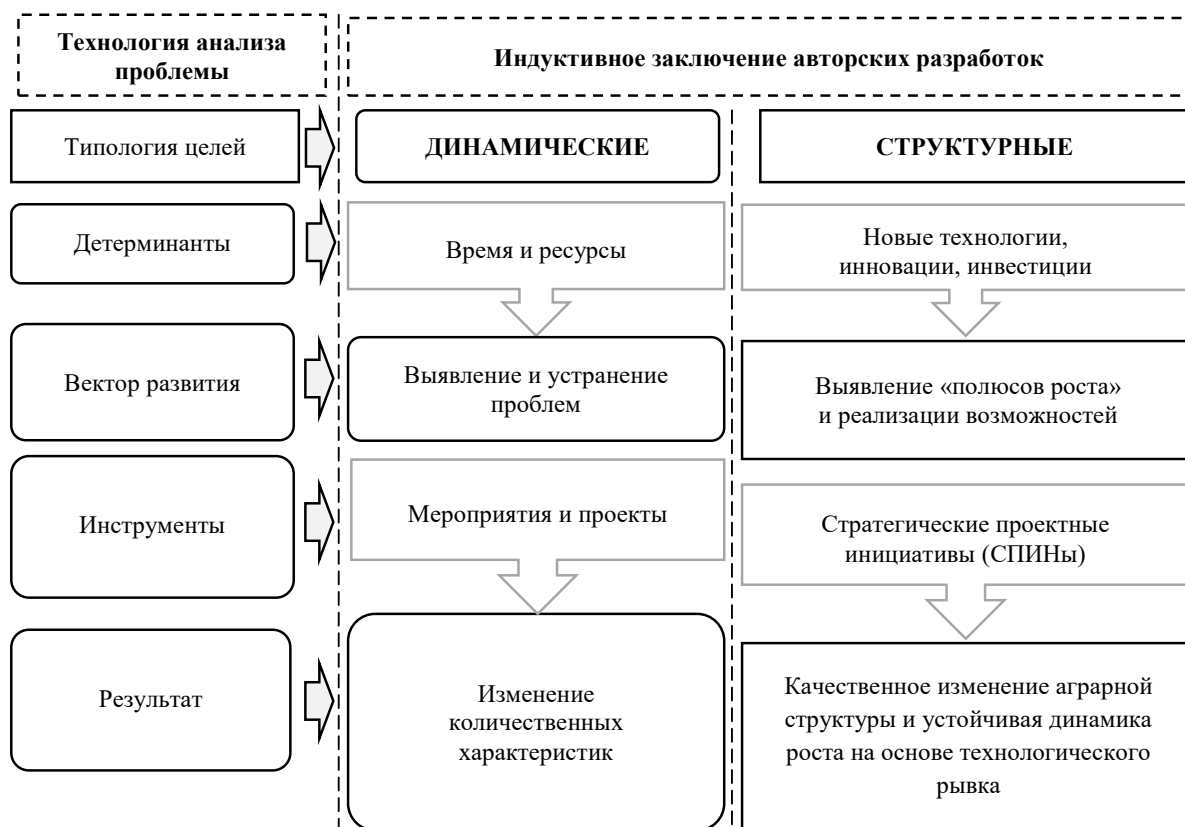 Технология анализа
проблемы
Индуктивное заключение авторских разработок
Типология целей
ДИНАМИЧЕСКИЕ
СТРУКТУРНЫЕ
Детерминанты
Время и ресурсы
Новые технологии,
инновации, инвестиции
Вектор развития
Выявление и устранение
проблем
Выявление «полюсов роста»
и реализации возможностей
Инструменты
Мероприятия и проекты
Стратегические проектные
инициативы (СПИНы)
Результат
Изменение
количественных
характеристик
Качественное изменение аграрной
структуры и устойчивая динамика
роста на основе технологического
рывка